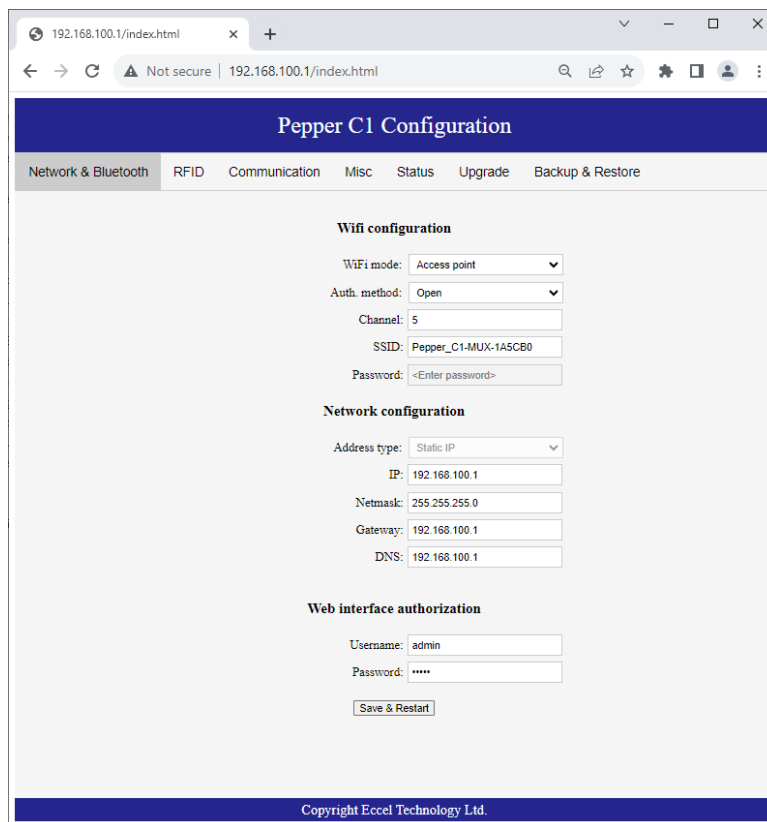 192.168.100.1/index.html
Not secure 192.168.100.1/index.html
Pepper C1 Configuration
Network & Bluetooth RFID Communication Misc Status Upgrade Backup & Restore
Wifi configuration
WiFi mode: Access point
Auth. method: Open
Channel: 5
SSID: Pepper_C1-MUX-1A5CB0
Password: <Enter password>
Network configuration
Address type: Static IP
IP: 192.168.100.1
Netmask: 255.255.255.0
Gateway: 192.168.100.1
DNS: 192.168.100.1
Web interface authorization
Username: admin
Password: •••••
Save & Restart
Copyright Eccel Technology Ltd.